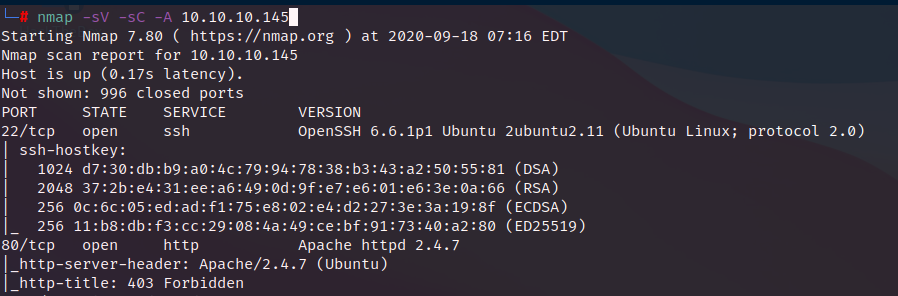 └─# nmap -sV -sC -A 10.10.10.145
Starting Nmap 7.80 ( https://nmap.org ) at 2020-09-18 07:16 EDT
Nmap scan report for 10.10.10.145
Host is up (0.17s latency).
Not shown: 996 closed ports
PORT     STATE    SERVICE        VERSION
22/tcp   open     ssh            OpenSSH 6.6.1p1 Ubuntu 2ubuntu2.11 (Ubuntu Linux; protocol 2.0)
| ssh-hostkey:
|   1024 d7:30:db:b9:a0:4c:79:94:78:38:b3:43:a2:50:55:81 (DSA)
|   2048 37:2b:e4:31:ee:a6:49:0d:9f:e7:e6:01:e6:3e:0a:66 (RSA)
|   256 0c:6c:05:ed:ad:f1:75:e8:02:e4:d2:27:3e:3a:19:8f (ECDSA)
|_  256 11:b8:db:f3:cc:29:08:4a:49:ce:bf:91:73:40:a2:80 (ED25519)
80/tcp   open     http           Apache httpd 2.4.7
|_http-server-header: Apache/2.4.7 (Ubuntu)
|_http-title: 403 Forbidden